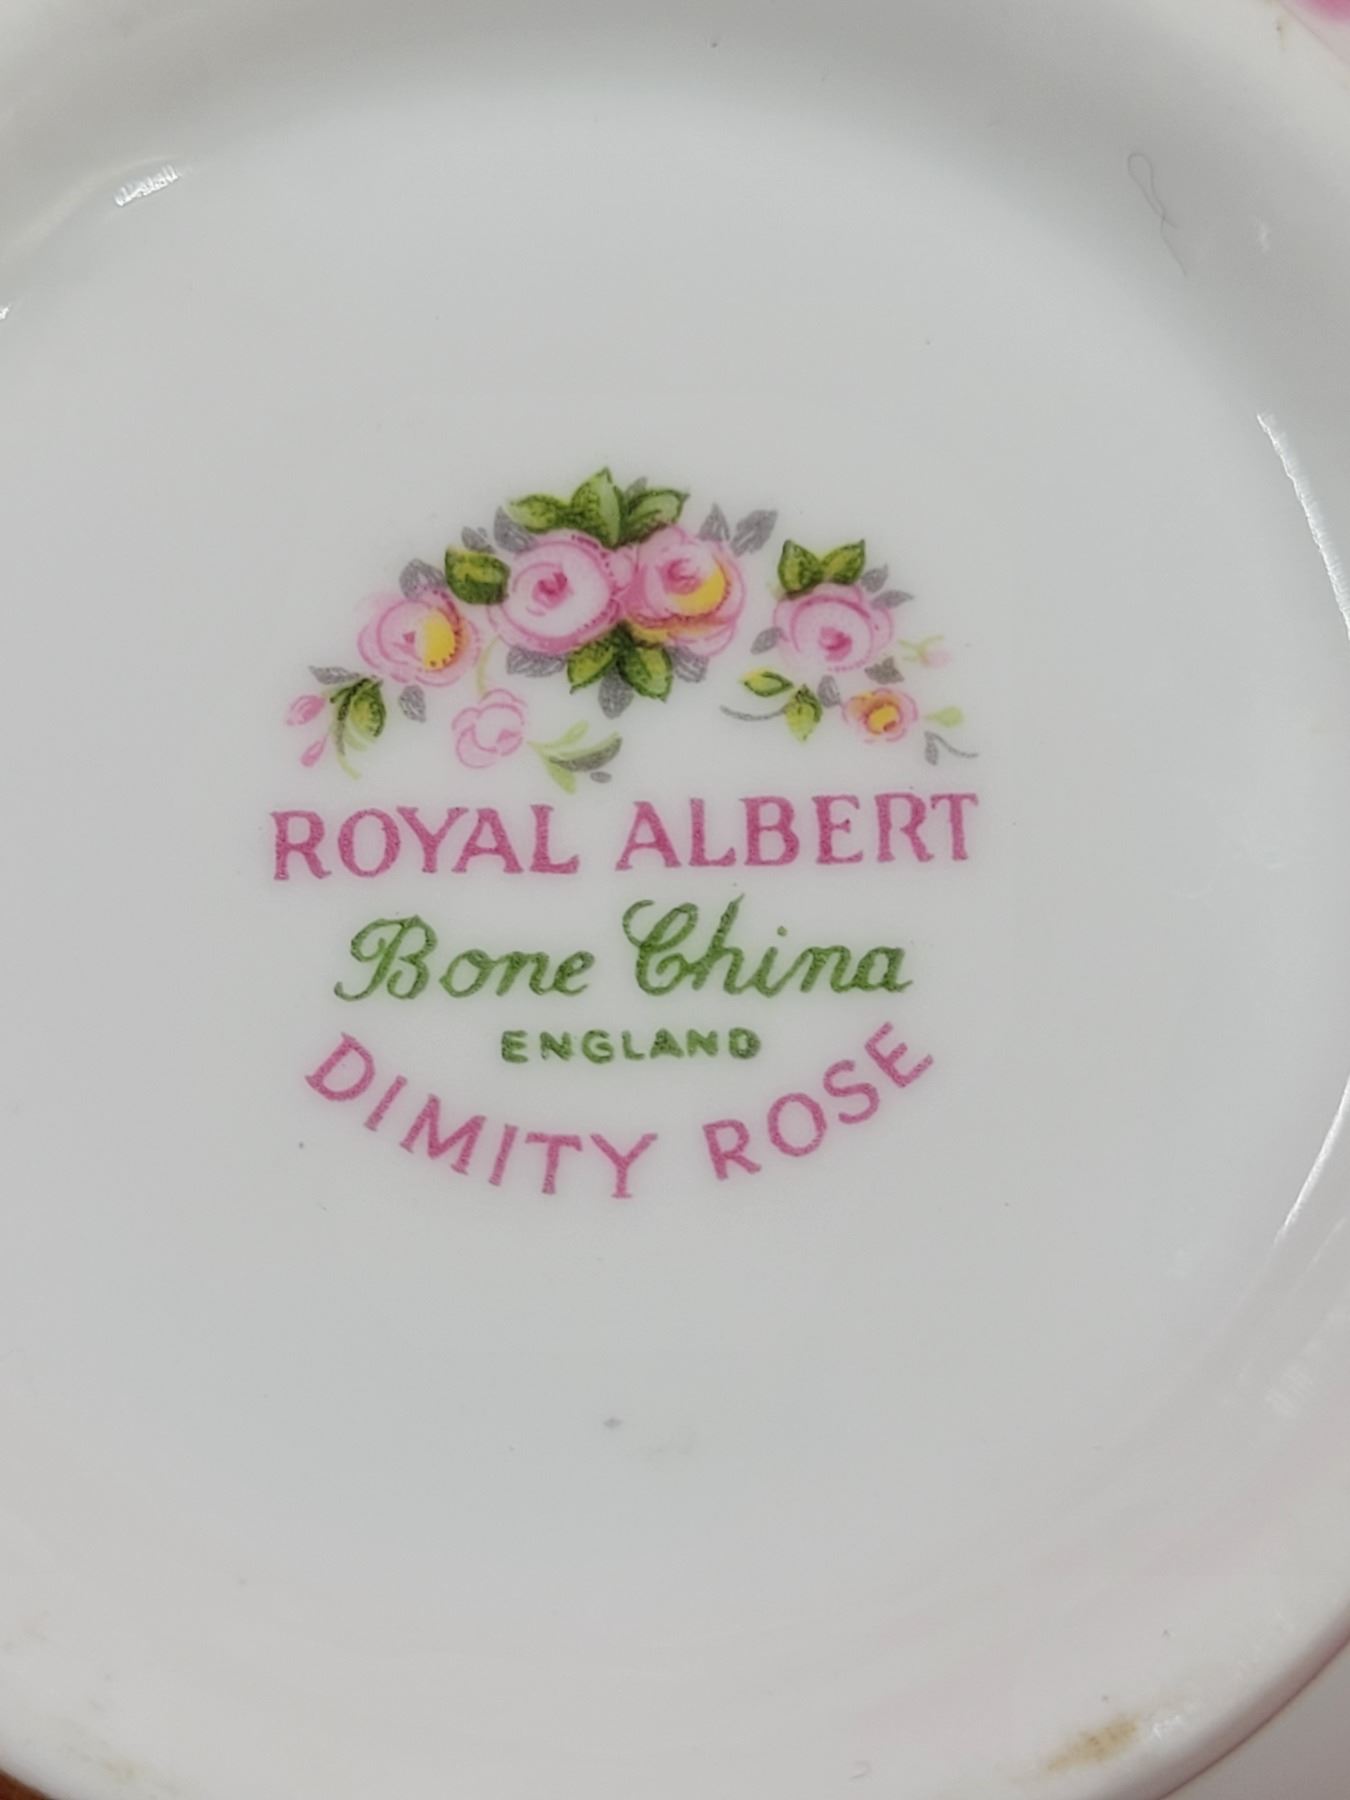 ROYAL ALBERT
Bone China
ENGLAND
DIMITY ROSE